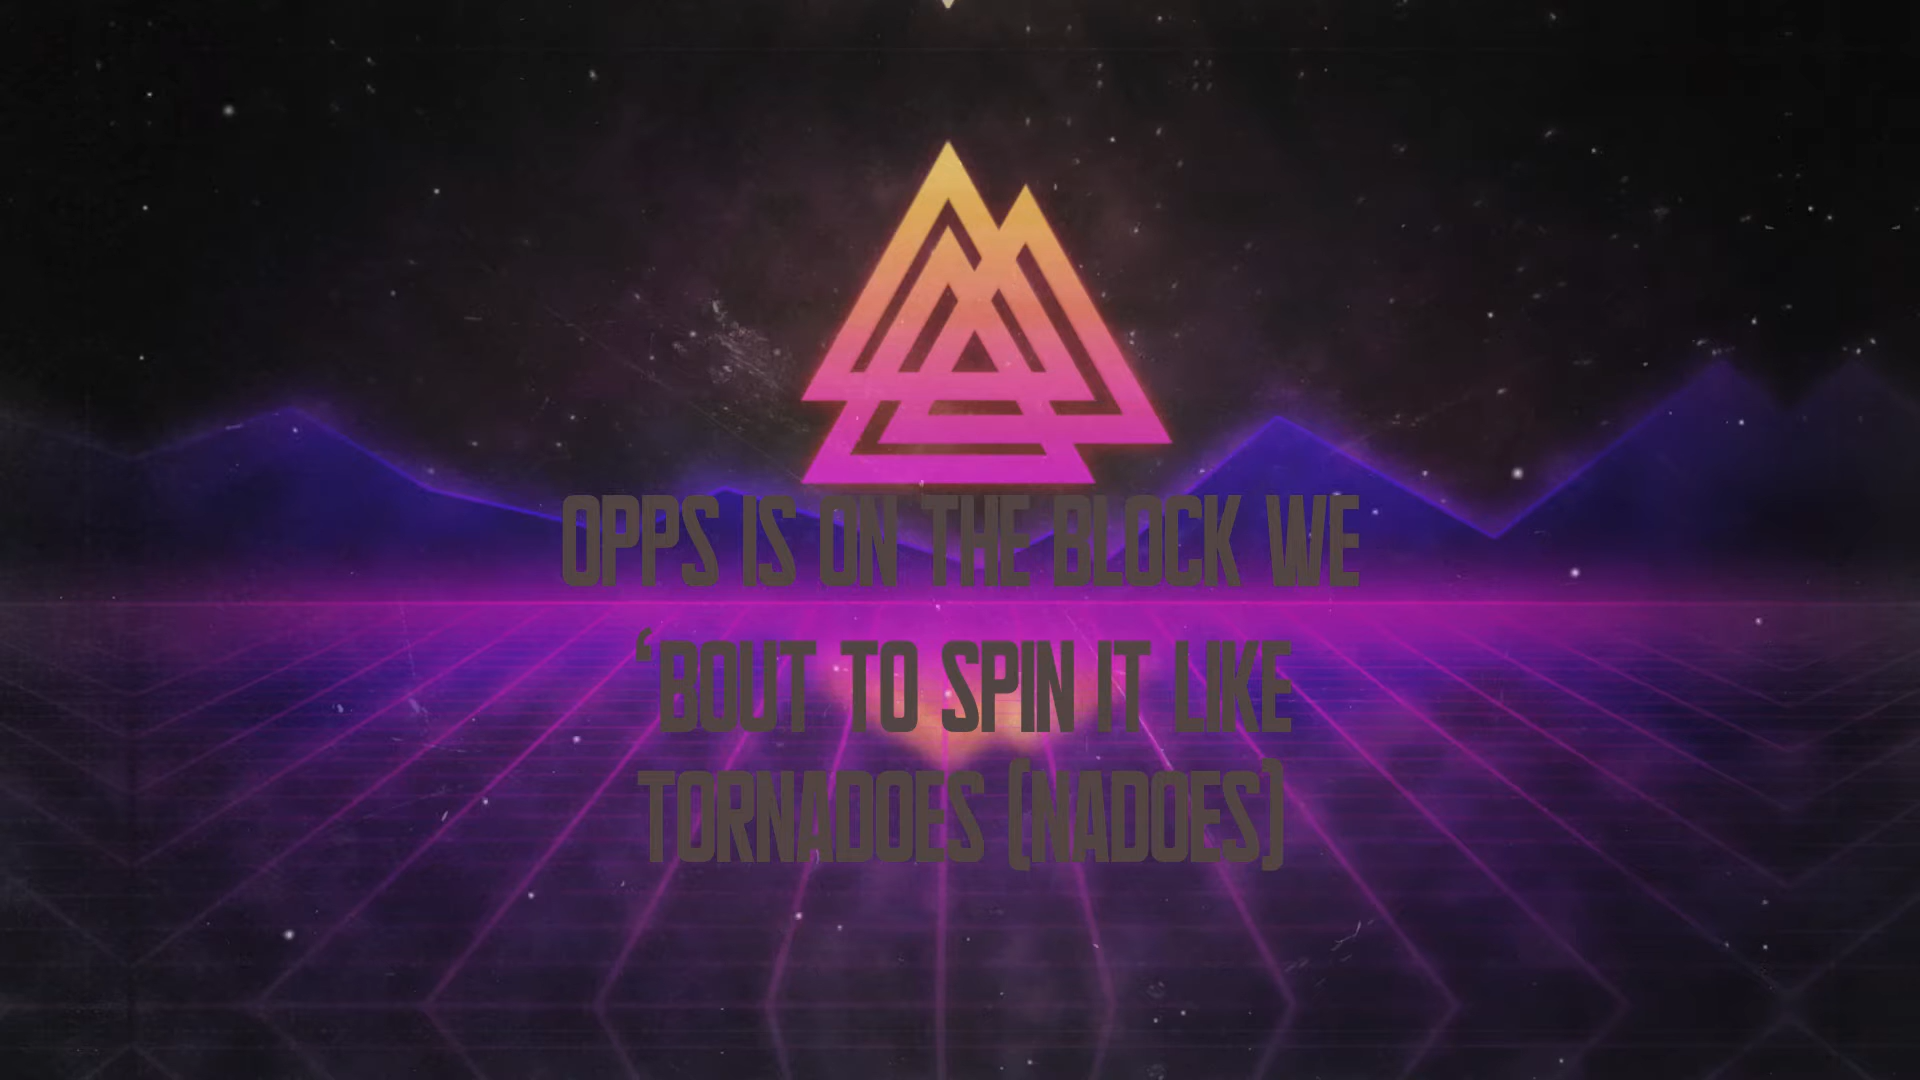 OPPS IS ON THE BLOCK WE
‘BOUT TO SPIN IT LIKE
TORNADOES (NADOES)